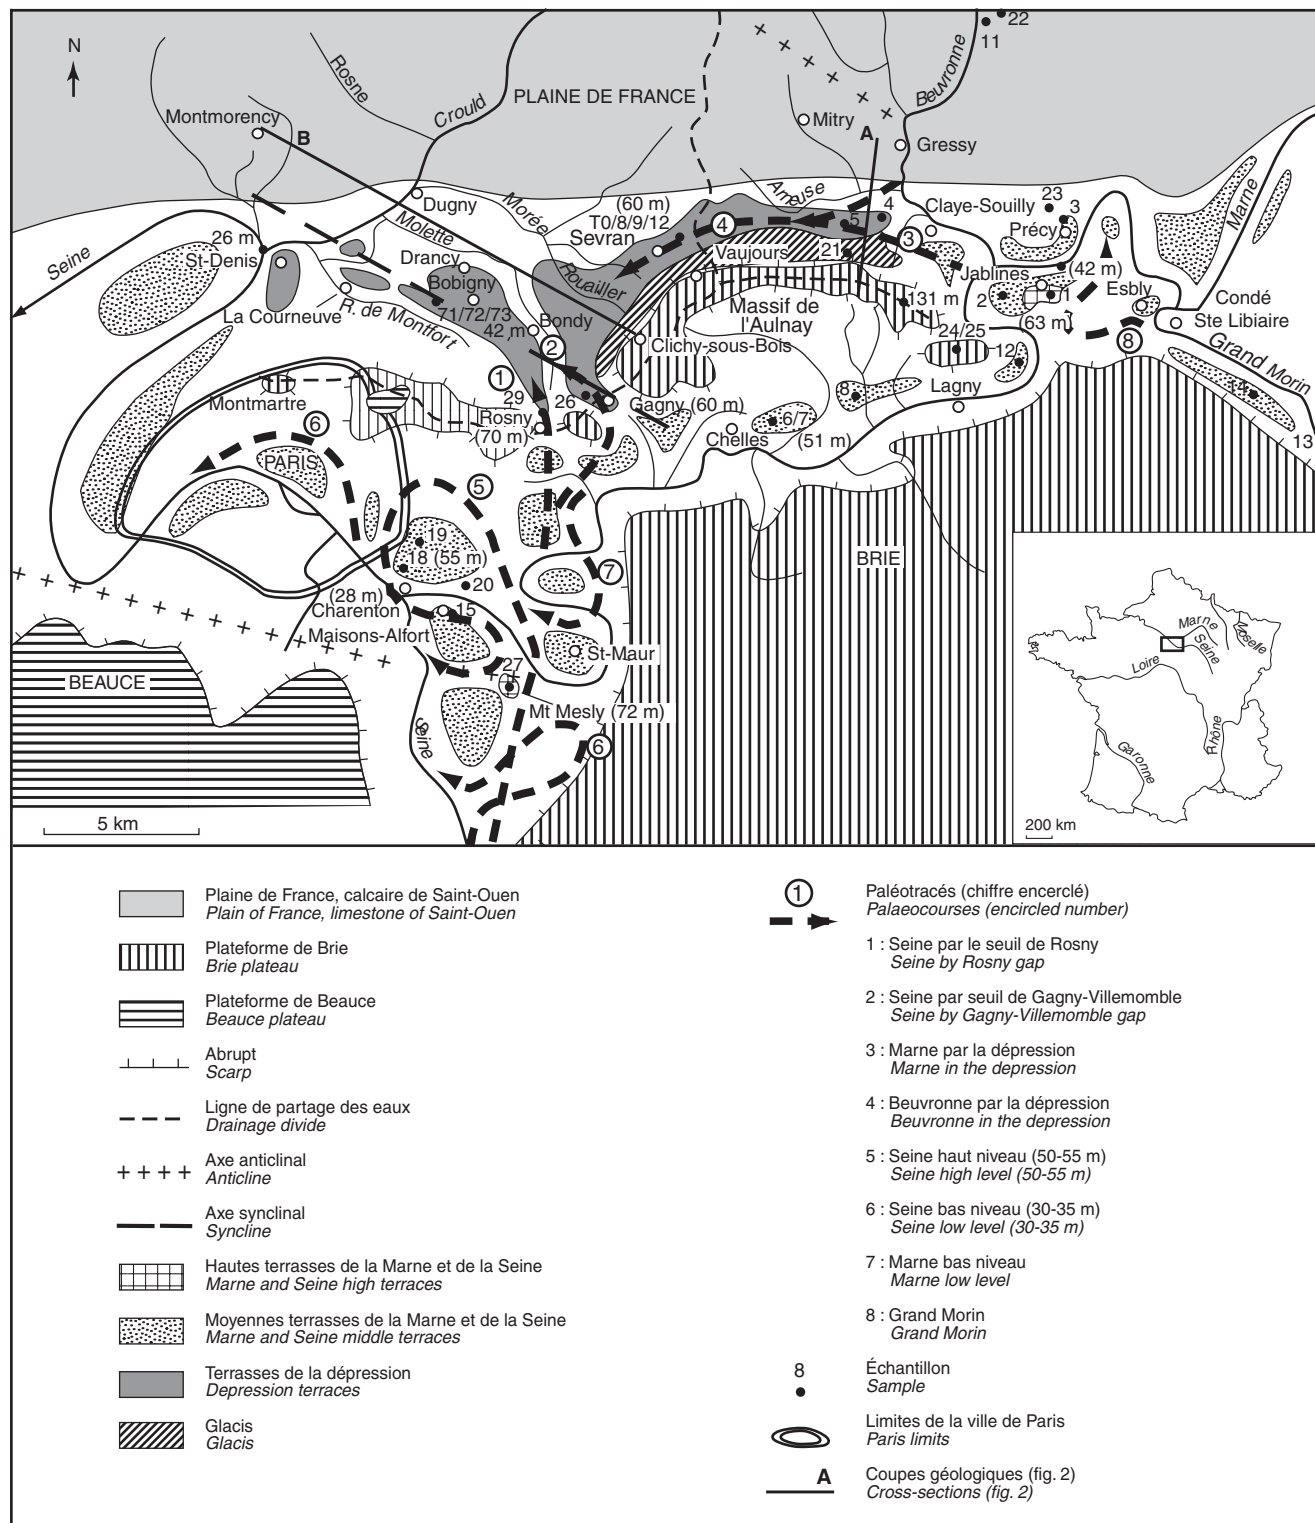 22
11
N
Rosne
Crould
PLAINE DE FRANCE
Beuvronne
Montmorency
B
Mitry
A
Gressy
Marne
Dugny
Morée
(60 m)
T0/8/9/12
Ameuse
4
5
Claye-Souilly
23
3
Précy
Molette
Sevran
4
3
26 m
St-Denis
Seine
Drancy
Rouailler
Vaujours
21
Jablines
(42 m)
Bobigny
71/72/73
La Courneuve
R. de Montfort
42 m
Bondy
Massif de
l'Aulnay
131 m
2
1
(63 m)
Esbly
Condé
Ste Libiaire
24/25
8
Grand Morin
2
Clichy-sous-Bois
12
14
1
29
26
8
Lagny
Montmartre
6
Rosny
(70 m)
Gagny (60 m)
6/7
(51 m)
Chelles
13
PARIS
5
19
18 (55 m)
20
7
BRIE
(28 m)
Charenton
15
Maisons-Alfort
St-Maur
27
BEAUCE
Mt Mesly (72 m)
Seine
6
5 km
Marne
Seine
Moselle
Loire
Rhône
Garonne
200 km
Plaine de France, calcaire de Saint-Ouen
Plain of France, limestone of Saint-Ouen
Plateforme de Brie
Brie plateau
Plateforme de Beauce
Beauce plateau
Abrupt
Scarp
Ligne de partage des eaux
Drainage divide
Axe anticlinal
Anticline
Axe synclinal
Syncline
Hautes terrasses de la Marne et de la Seine
Marne and Seine high terraces
Moyennes terrasses de la Marne et de la Seine
Marne and Seine middle terraces
Terrasses de la dépression
Depression terraces
Glacis
Glacis
1
Paléotracés (chiffre encerclé)
Palaeocourses (encircled number)
1 : Seine par le seuil de Rosny
Seine by Rosny gap
2 : Seine par seuil de Gagny-Villemomble
Seine by Gagny-Villemomble gap
3 : Marne par la dépression
Marne in the depression
4 : Beuvronne par la dépression
Beuvronne in the depression
5 : Seine haut niveau (50-55 m)
Seine high level (50-55 m)
6 : Seine bas niveau (30-35 m)
Seine low level (30-35 m)
7 : Marne bas niveau
Marne low level
8 : Grand Morin
Grand Morin
8
Échantillon
Sample
Limites de la ville de Paris
Paris limits
A
Coupes géologiques (fig. 2)
Cross-sections (fig. 2)